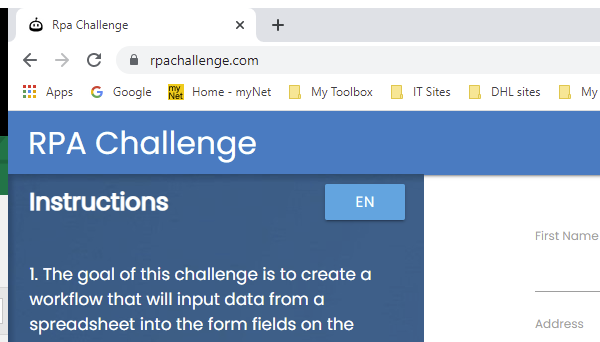 Rpa Challenge
rpachallenge.com
Apps Google myNet Home - myNet My Toolbox IT Sites DHL sites My
RPA Challenge
Instructions EN
First Name
1. The goal of this challenge is to create a
workflow that will input data from a
spreadsheet into the form fields on the
Address